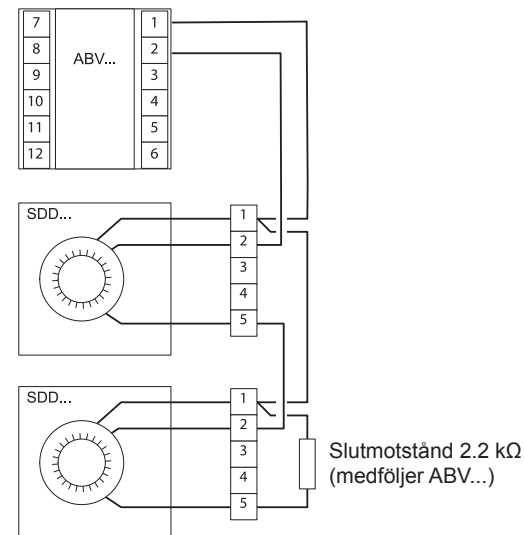 7 1
8 ABV... 2
9 3
10 4
11 5
12 6
SDD... 1
2
3
4
5
SDD... 1
2
3
4
5
Slutmotstånd 2.2 kΩ
(medföljer ABV...)